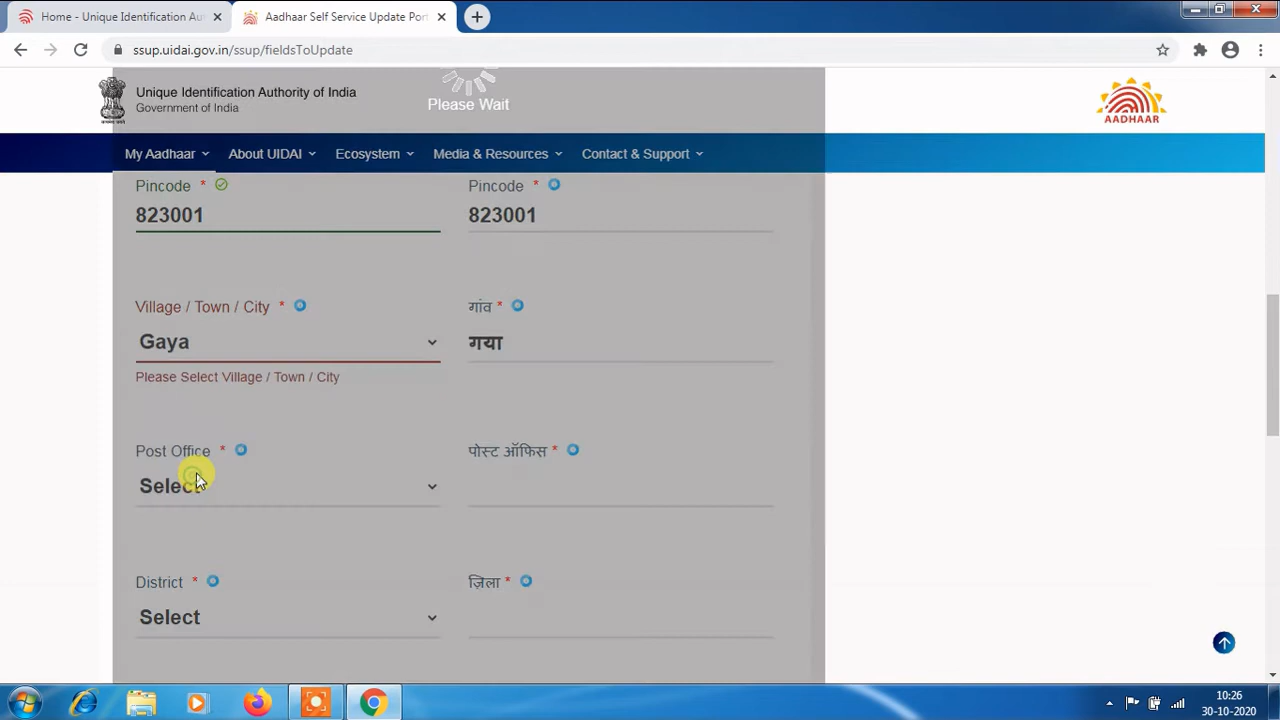 Home - Unique Identification Au
Aadhaar Self Service Update Port
ssup.uidai.gov.in/ssup/fieldsToUpdate
Unique Identification Authority of India
Government of India
Please Wait
AADHAAR
My Aadhaar
About UIDAI
Ecosystem
Media & Resources
Contact & Support
Pincode *
Pincode *
823001
823001
Village / Town / City *
गांव *
Gaya
गया
Please Select Village / Town / City
Post Office *
पोस्ट ऑफिस *
Select
District *
ज़िला *
Select
10:26
30-10-2020